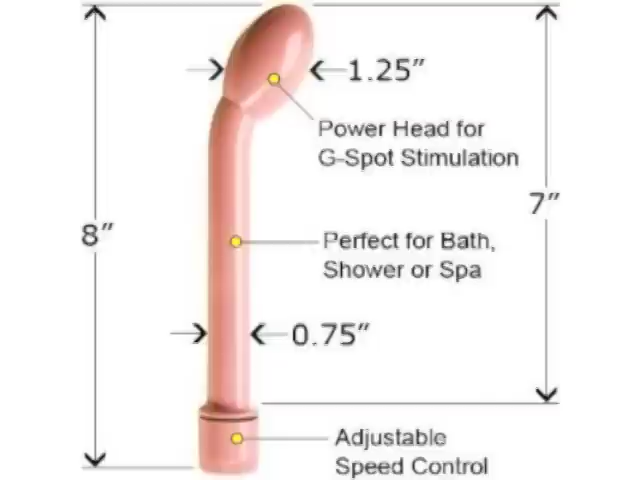 1.25"
Power Head for
G-Spot Stimulation
7"
8"
Perfect for Bath,
Shower or Spa
0.75"
Adjustable
Speed Control